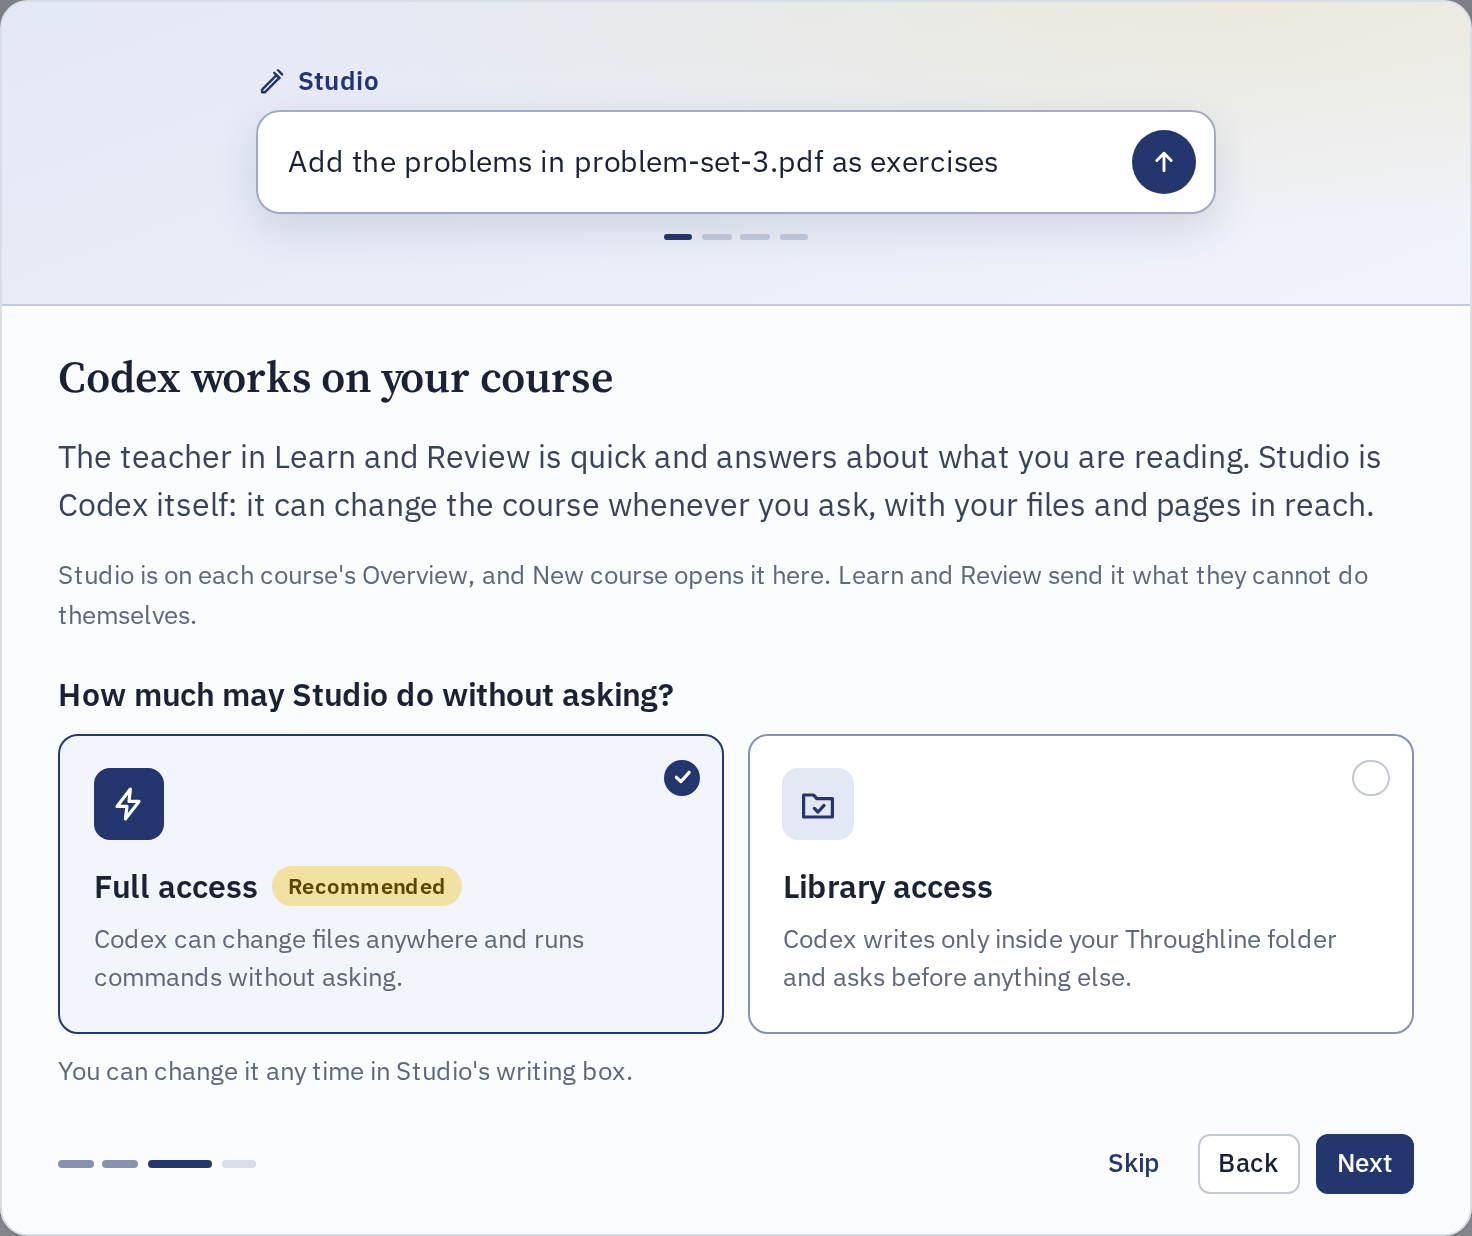 Studio
Add the problems in problem-set-3.pdf as exercises
Codex works on your course
The teacher in Learn and Review is quick and answers about what you are reading. Studio is
Codex itself: it can change the course whenever you ask, with your files and pages in reach.
Studio is on each course's Overview, and New course opens it here. Learn and Review send it what they cannot do
themselves.
How much may Studio do without asking?
Full access Recommended
Codex can change files anywhere and runs
commands without asking.
Library access
Codex writes only inside your Throughline folder
and asks before anything else.
You can change it any time in Studio's writing box.
Skip Back Next